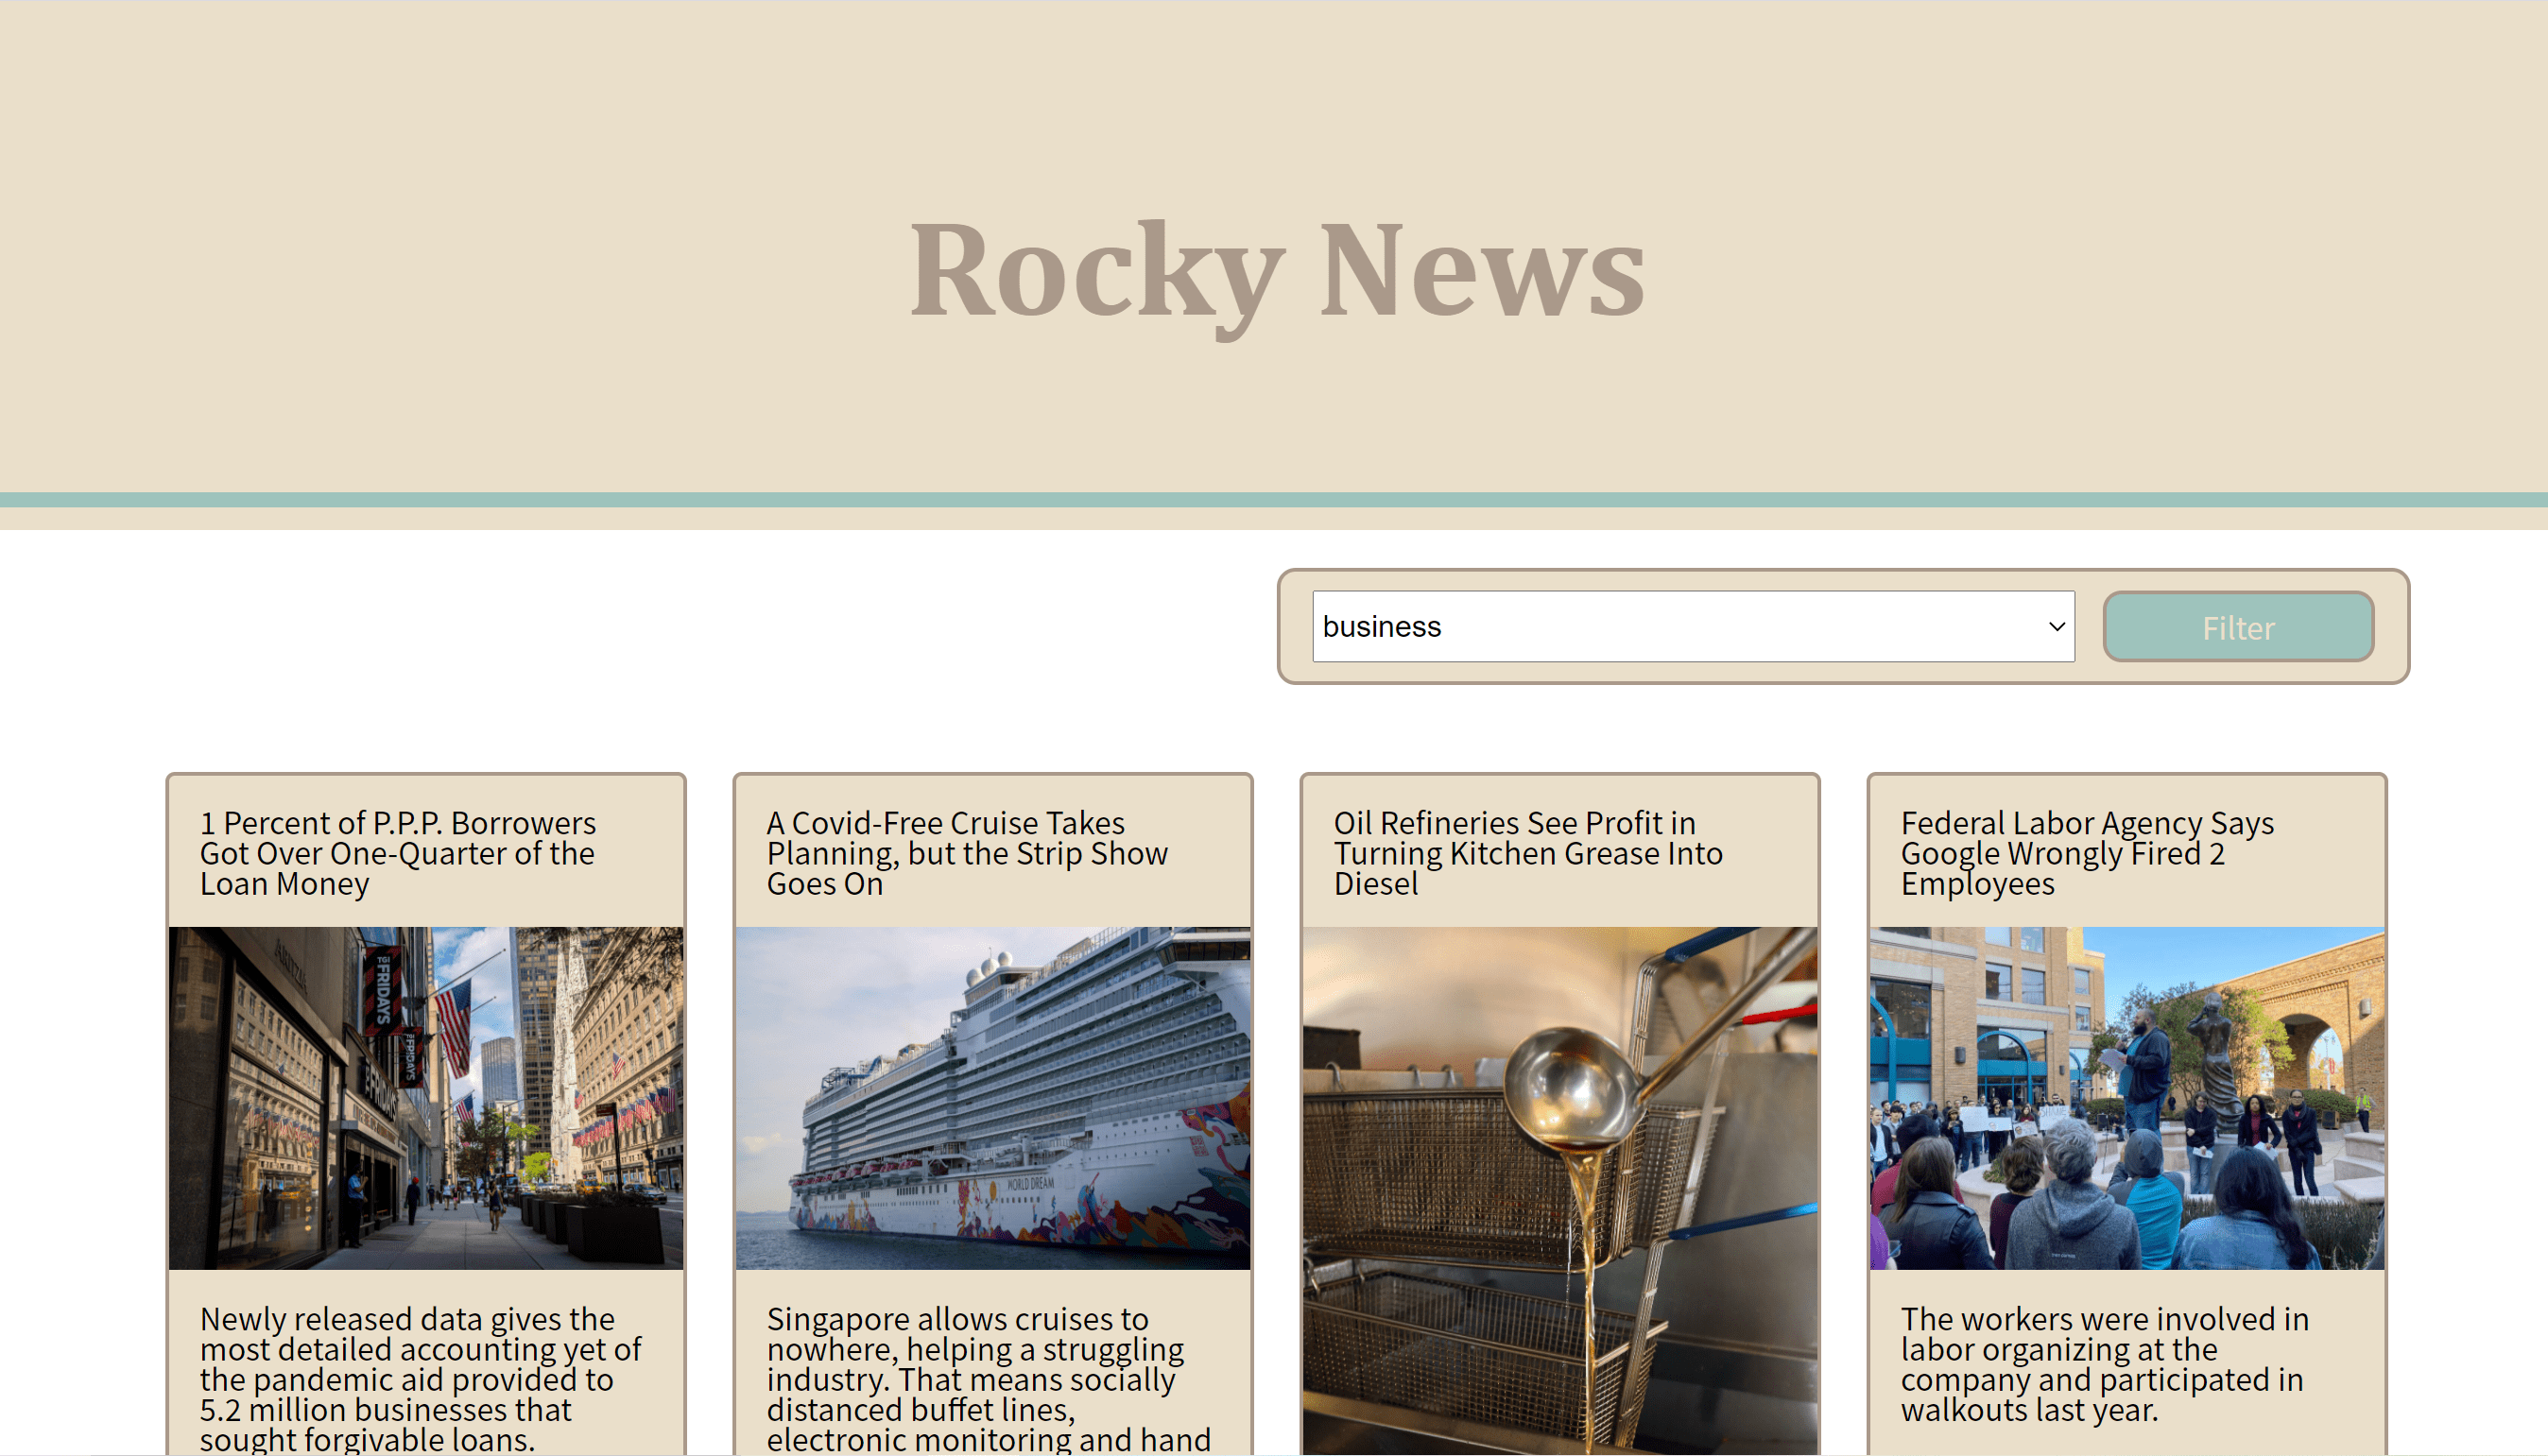 Rocky News
business
Filter
1 Percent of P.P.P. Borrowers
Got Over One-Quarter of the
Loan Money
A Covid-Free Cruise Takes
Planning, but the Strip Show
Goes On
Oil Refineries See Profit in
Turning Kitchen Grease Into
Diesel
Federal Labor Agency Says
Google Wrongly Fired 2
Employees
TGI
FRIDAYS
FRIDAYS
WORLD DREAM
Newly released data gives the
most detailed accounting yet of
the pandemic aid provided to
5.2 million businesses that
sought forgivable loans.
Singapore allows cruises to
nowhere, helping a struggling
industry. That means socially
distanced buffet lines,
electronic monitoring and hand
The workers were involved in
labor organizing at the
company and participated in
walkouts last year.